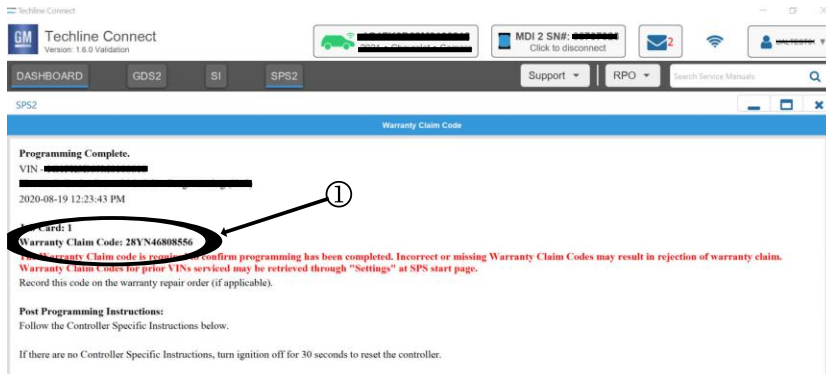 Techline Connect
GM
Techline Connect
Version: 1.6.0 Validation
MDI 2 SN#:
Click to disconnect
2
DASHBOARD GDS2 SI SPS2 Support RPO Search Service Manuals
SPS2
Warranty Claim Code
Programming Complete.
VIN -
2020-08-19 12:23:43 PM
①
Card: 1
Warranty Claim Code: 28YN46808556
The Warranty Claim code is required to confirm programming has been completed. Incorrect or missing Warranty Claim Codes may result in rejection of warranty claim.
Warranty Claim Codes for prior VINs serviced may be retrieved through "Settings" at SPS start page.
Record this code on the warranty repair order (if applicable).
Post Programming Instructions:
Follow the Controller Specific Instructions below.
If there are no Controller Specific Instructions, turn ignition off for 30 seconds to reset the controller.